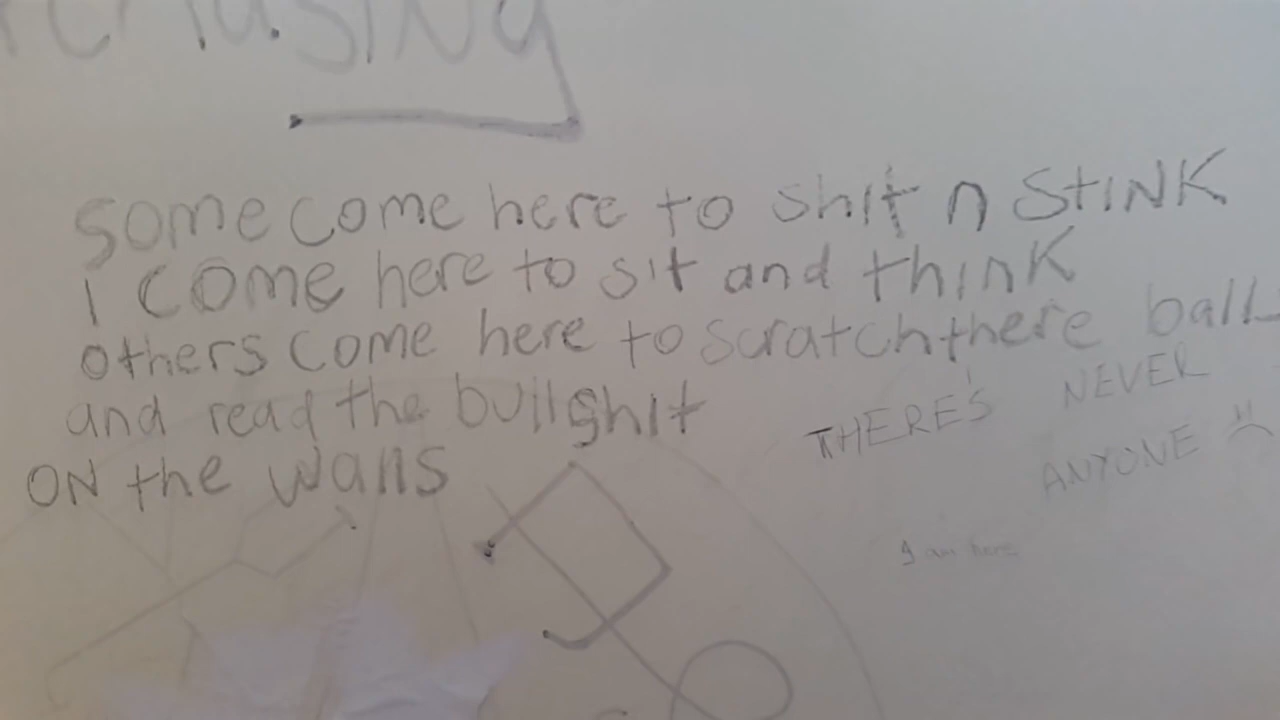 Some come here to shit n STINK
I come here to sit and think
others come here to scratch there ball
and read the bullshit
ON the walls
THERE'S NEVER
ANYONE
I am here